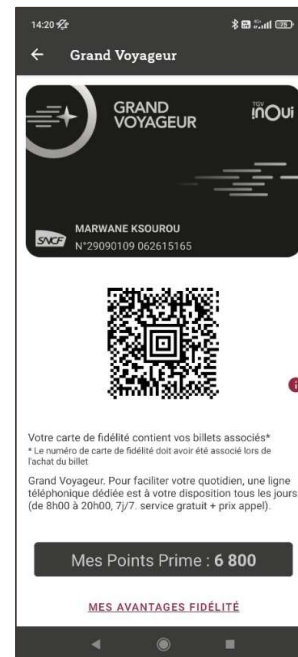 14:20
Grand Voyageur
GRAND
VOYAGEUR
TGV
inOui
MARWANE KSOUROU
SNCF
N°29090109 062615165
Votre carte de fidélité contient vos billets associés*
* Le numéro de carte de fidélité doit avoir été associé lors de
l'achat du billet
Grand Voyageur. Pour faciliter votre quotidien, une ligne
téléphonique dédiée est à votre disposition tous les jours
(de 8h00 à 20h00, 7j/7. service gratuit + prix appel).
Mes Points Prime : 6 800
MES AVANTAGES FIDÉLITÉ